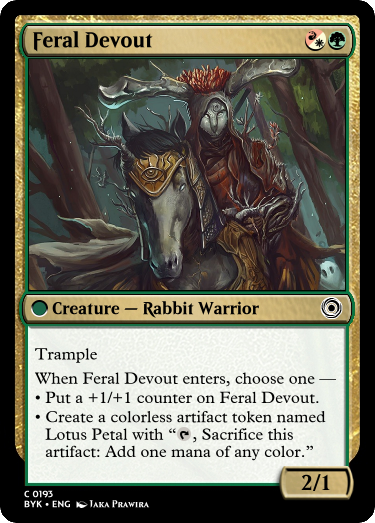 Feral Devout
Creature — Rabbit Warrior
Trample
When Feral Devout enters, choose one —
• Put a +1/+1 counter on Feral Devout.
• Create a colorless artifact token named
Lotus Petal with “, Sacrifice this
artifact: Add one mana of any color.”
2/1
C 0193
BYK • ENG Jaka Prawira